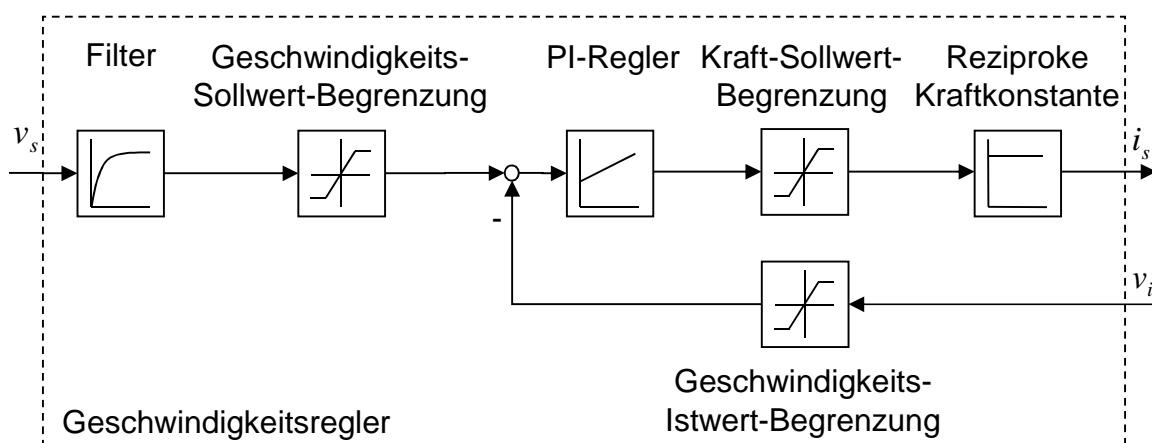 Filter
Geschwindigkeits-
Sollwert-Begrenzung
PI-Regler
Kraft-Sollwert-
Begrenzung
Reziproke
Kraftkonstante
v_s
i_s
-
v_i
Geschwindigkeits-
Istwert-Begrenzung
Geschwindigkeitsregler